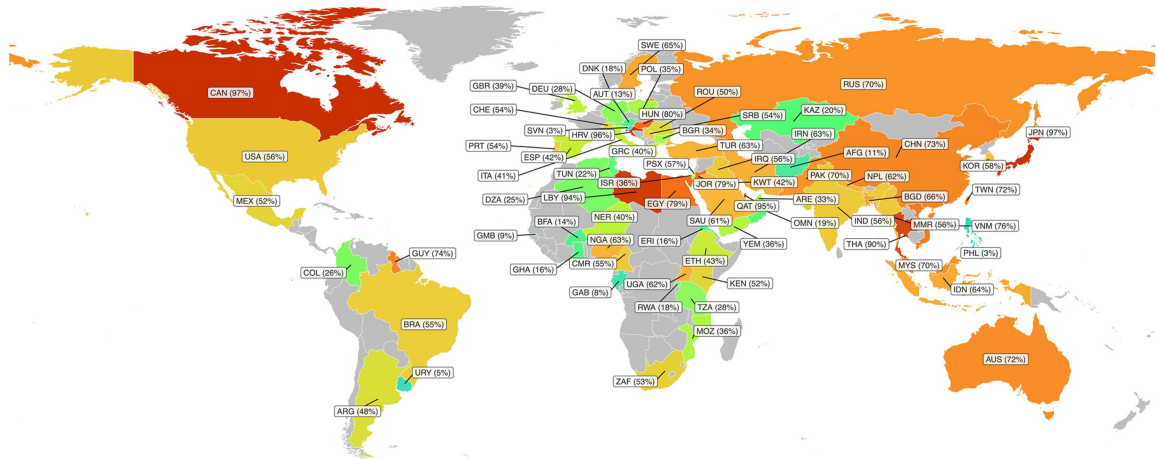 SWE (65%)
DNK (18%)
POL (35%)
GBR (39%)
DEU (28%)
AUT (13%)
ROU (50%)
RUS (70%)
CAN (97%)
CHE (54%)
HUN (80%)
SRB (54%)
KAZ (20%)
SVN (3%)
HRV (96%)
BGR (34%)
IRN (63%)
JPN (97%)
PRT (54%)
GRC (40%)
TUR (63%)
AFG (11%)
CHN (73%)
USA (56%)
ESP (42%)
PSX (57%)
IRQ (56%)
KOR (58%)
ITA (41%)
TUN (22%)
ISR (36%)
JOR (79%)
KWT (42%)
PAK (70%)
NPL (62%)
TWN (72%)
MEX (52%)
DZA (25%)
LBY (94%)
EGY (79%)
QAT (95%)
ARE (33%)
BGD (66%)
BFA (14%)
NER (40%)
SAU (61%)
OMN (19%)
IND (56%)
MMR (56%)
VNM (76%)
GMB (9%)
NGA (63%)
ERI (16%)
YEM (36%)
THA (90%)
PHL (3%)
GUY (74%)
COL (26%)
GHA (16%)
CMR (55%)
ETH (43%)
MYS (70%)
GAB (8%)
UGA (62%)
KEN (52%)
IDN (64%)
RWA (18%)
TZA (28%)
BRA (55%)
MOZ (36%)
AUS (72%)
URY (5%)
ZAF (53%)
ARG (48%)